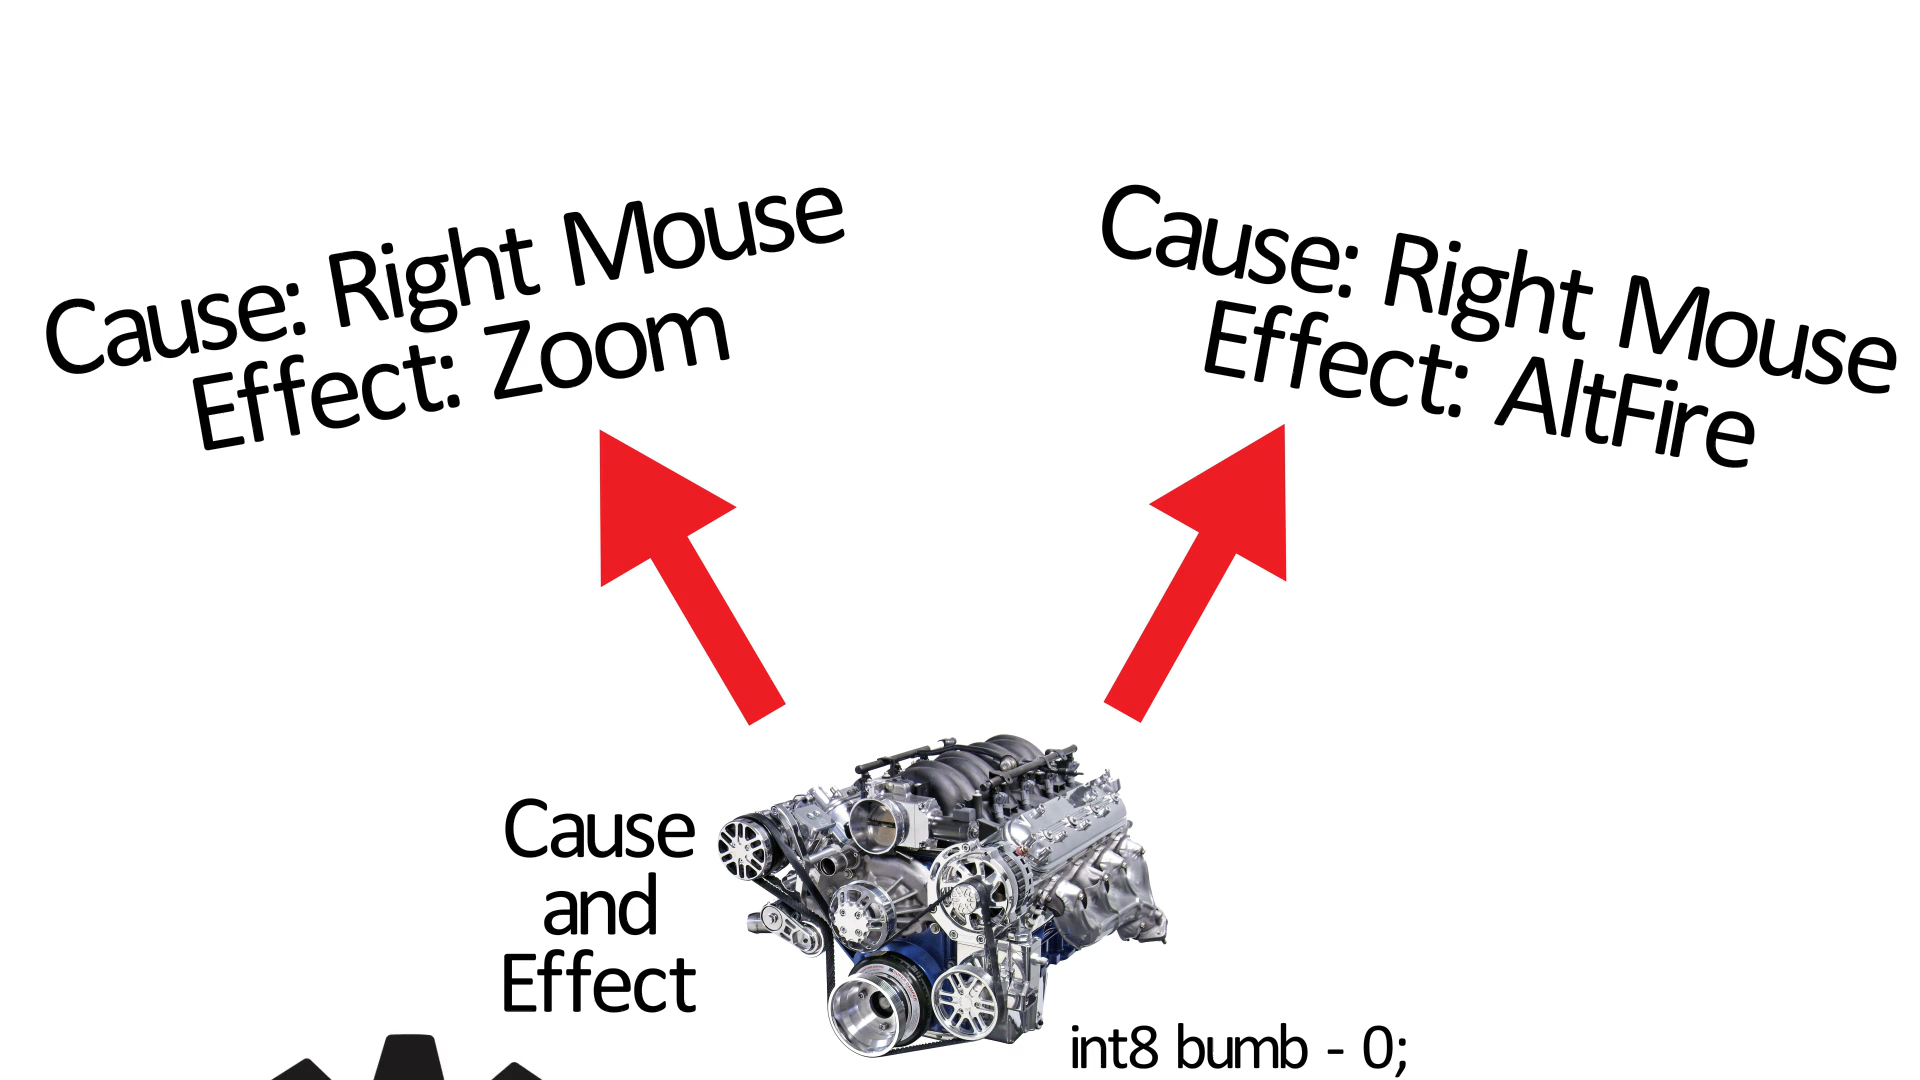 Cause: Right Mouse
Effect: Zoom
Cause: Right Mouse
Effect: AltFire
Cause
and
Effect
int8 bumb - 0;